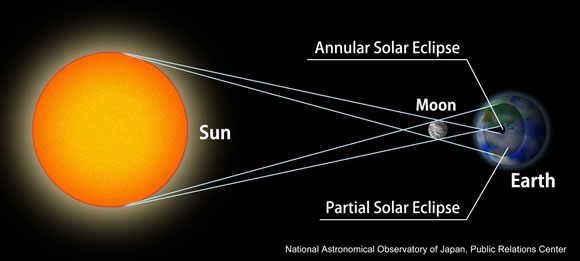 Annular Solar Eclipse
Moon
Sun
Earth
Partial Solar Eclipse
National Astronomical Observatory of Japan, Public Relations Center